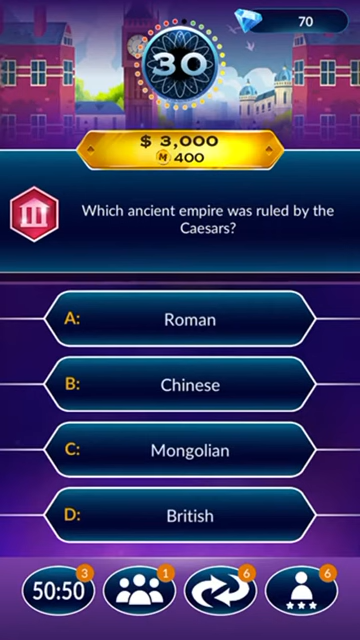 70
30
$ 3,000
M 400
Which ancient empire was ruled by the
Caesars?
A: Roman
B: Chinese
C: Mongolian
D: British
3
1
6
6
50:50